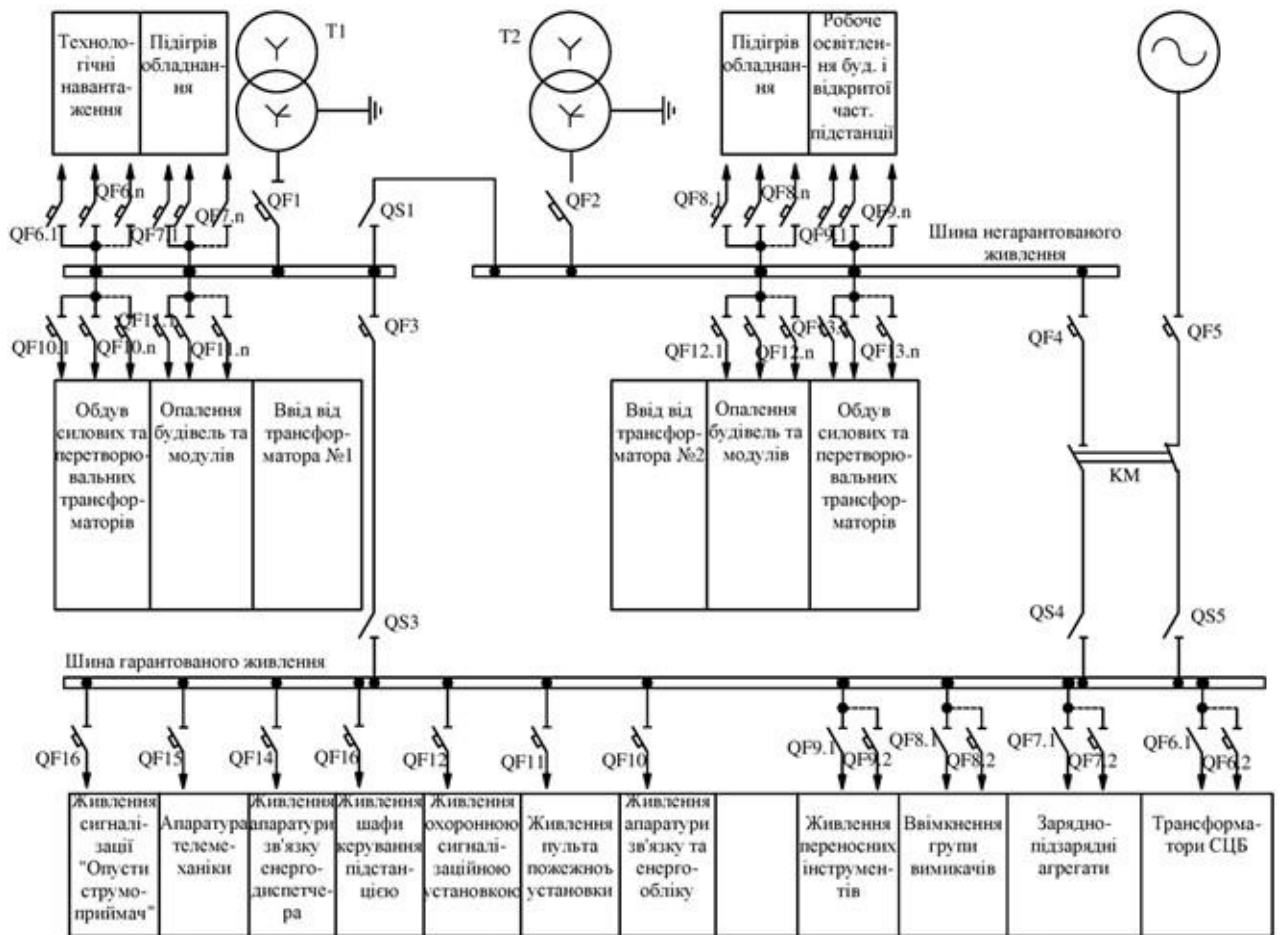 Техноло-
гічні
наванта-
ження
Підігрів
обладнан-
ня
T1
T2
Підігрів
обладнан-
ня
Робоче
освітлен-
ня буд. і
відкритої
част.
підстанції
QF6.1
QF6.n
QF7.1
QF7.n
QF1
QS1
QF2
QF8.1
QF8.n
QF9.1
QF9.n
Шина негарантованого
живлення
QF10.1
QF10.n
QF11.1
QF11.n
QF3
QF12.1
QF12.n
QF13.n
QF4
QF5
Обдув
силових та
перетворю-
вальних
трансфор-
маторів
Опалення
будівель та
модулів
Ввід від
трансфор-
матора №1
Ввід від
трансфор-
матора №2
Опалення
будівель та
модулів
Обдув
силових та
перетворю-
вальних
трансфор-
маторів
KM
QS3
QS4
QS5
Шина гарантованого живлення
QF16
QF15
QF14
QF16
QF12
QF11
QF10
QF9.1
QF9.2
QF8.1
QF8.2
QF7.1
QF7.2
QF6.1
QF6.2
Живлення
сигналі-
зації
"Опусти
струмо-
приймач"
Апаратура
телеме-
ханіки
Живлення
апаратури
зв'язку
енерго-
диспетче-
ра
Живлення
шафи
керування
підстан-
цією
Живлення
охоронною
сигналі-
заційною
установкою
Живлення
пульта
пожежноъ
установки
Живлення
апаратури
зв'язку та
енерго-
обліку
Живлення
переносних
інструмен-
тів
Ввімкнення
групи
вимикачів
Зарядно-
підзарядні
агрегати
Трансформа-
тори СЦБ